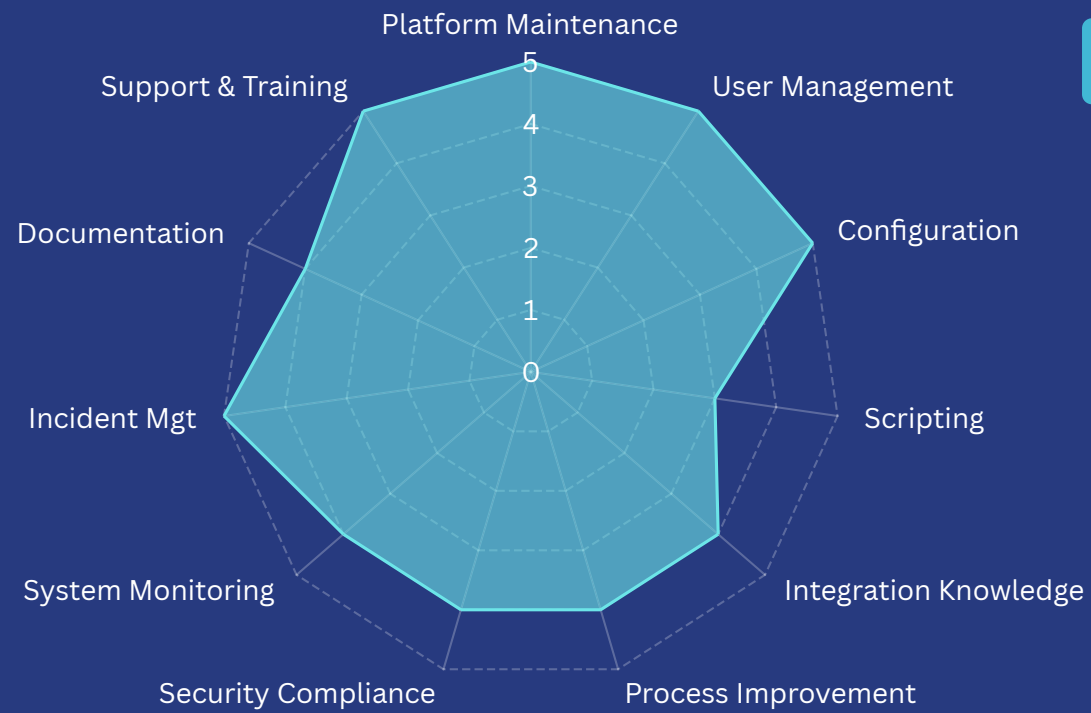 Platform Maintenance
5
Support & Training
User Management
4
3
Documentation
Configuration
2
1
0
Incident Mgt
Scripting
System Monitoring
Integration Knowledge
Security Compliance
Process Improvement